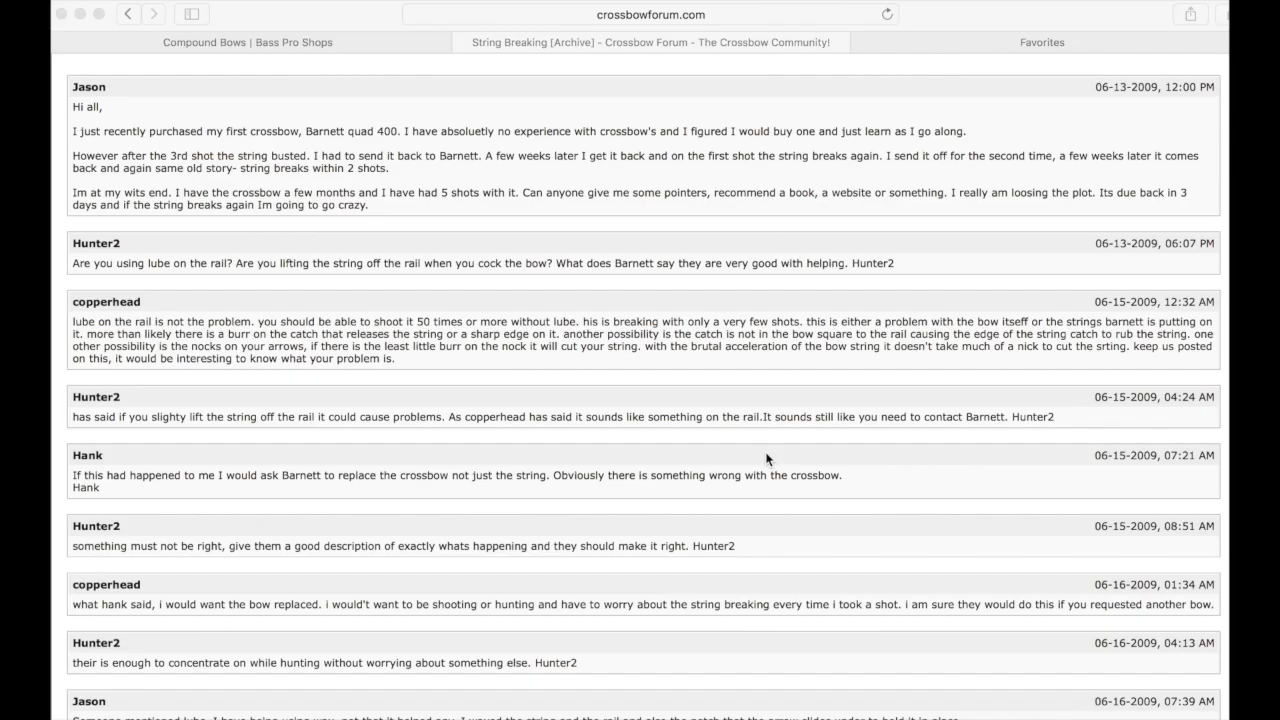 crossbowforum.com
Compound Bows | Bass Pro Shops
String Breaking [Archive] - Crossbow Forum - The Crossbow Community!
Favorites
Jason 06-13-2009, 12:00 PM
Hi all,
I just recently purchased my first crossbow, Barnett quad 400. I have absoluetly no experience with crossbow's and I figured I would buy one and just learn as I go along.
However after the 3rd shot the string busted. I had to send it back to Barnett. A few weeks later I get it back and on the first shot the string breaks again. I send it off for the second time, a few weeks later it comes
back and again same old story- string breaks within 2 shots.
Im at my wits end. I have the crossbow a few months and I have had 5 shots with it. Can anyone give me some pointers, recommend a book, a website or something. I really am loosing the plot. Its due back in 3
days and if the string breaks again Im going to go crazy.
Hunter2 06-13-2009, 06:07 PM
Are you using lube on the rail? Are you lifting the string off the rail when you cock the bow? What does Barnett say they are very good with helping. Hunter2
copperhead 06-15-2009, 12:32 AM
lube on the rail is not the problem. you should be able to shoot it 50 times or more without lube. his is breaking with only a very few shots. this is either a problem with the bow itseff or the strings barnett is putting on
it. more than likely there is a burr on the catch that releases the string or a sharp edge on it. another possibility is the catch is not in the bow square to the rail causing the edge of the string catch to rub the string. one
other possibility is the nocks on your arrows, if there is the least little burr on the nock it wil cut your string. with the brutal acceleration of the bow string it doesn't take much of a nick to cut the srting. keep us posted
on this, it would be interesting to know what your problem is.
Hunter2 06-15-2009, 04:24 AM
has said if you slighty lift the string off the rail it could cause problems. As copperhead has said it sounds like something on the rail.It sounds still like you need to contact Barnett. Hunter2
Hank 06-15-2009, 07:21 AM
If this had happened to me I would ask Barnett to replace the crossbow not just the string. Obviously there is something wrong with the crossbow.
Hank
Hunter2 06-15-2009, 08:51 AM
something must not be right, give them a good description of exactly whats happening and they should make it right. Hunter2
copperhead 06-16-2009, 01:34 AM
what hank said, i would want the bow replaced. i would't want to be shooting or hunting and have to worry about the string breaking every time i took a shot. i am sure they would do this if you requested another bow.
Hunter2 06-16-2009, 04:13 AM
their is enough to concentrate on while hunting without worrying about something else. Hunter2
Jason 06-16-2009, 07:39 AM